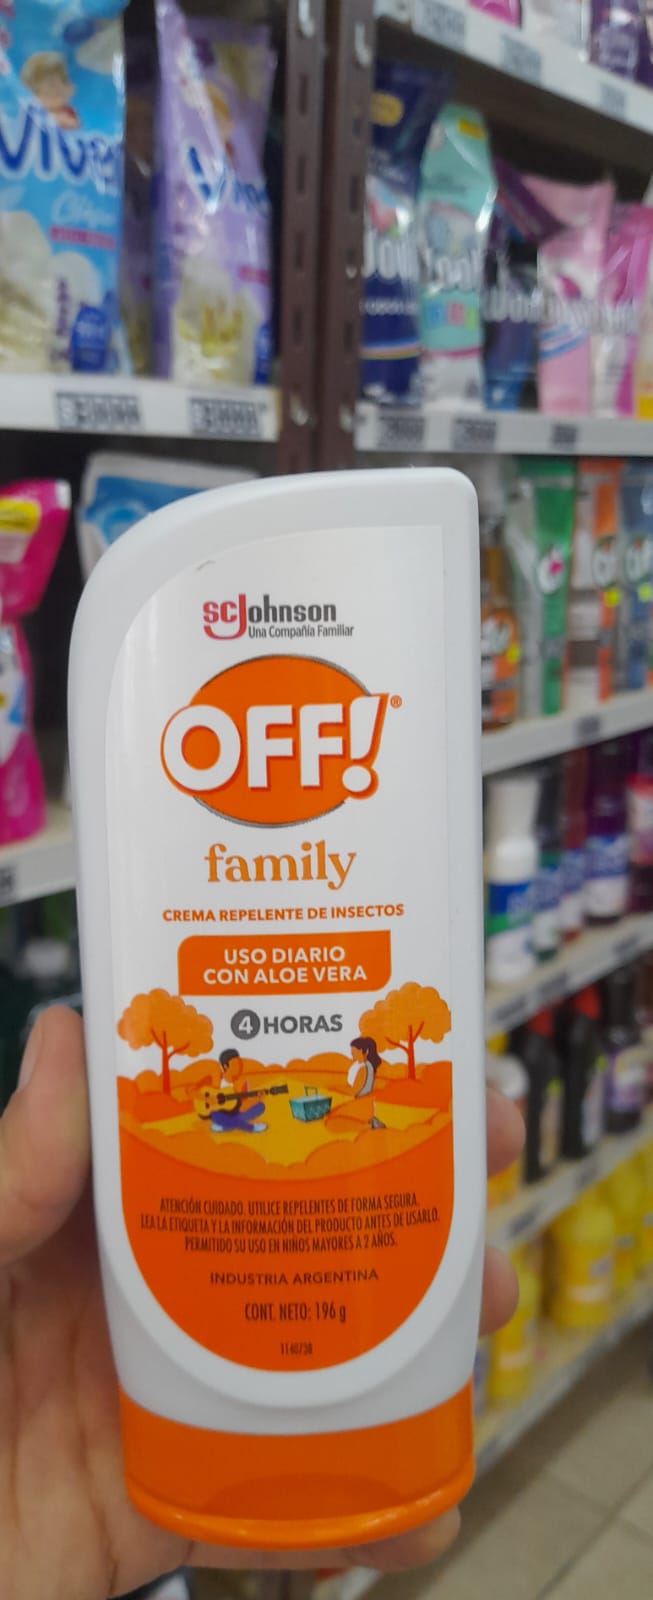 SCJohnson
Una Compañía Familiar
OFF!®
family
CREMA REPELENTE DE INSECTOS
USO DIARIO
CON ALOE VERA
4 HORAS
ATENCIÓN CUIDADO. UTILICE REPELENTES DE FORMA SEGURA.
LEA LA ETIQUETA Y LA INFORMACIÓN DEL PRODUCTO ANTES DE USARLO.
PERMITIDO SU USO EN NIÑOS MAYORES A 2 AÑOS.
INDUSTRIA ARGENTINA
CONT. NETO: 196 g